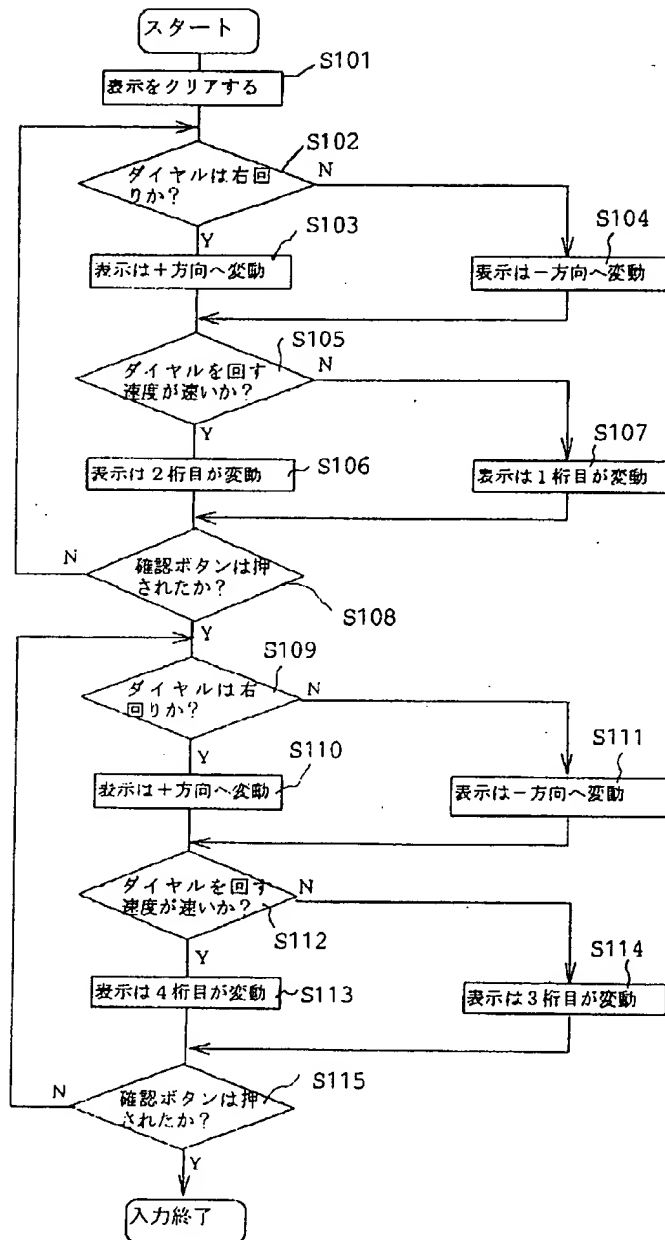 スタート
S101
表示をクリアする
S102
ダイヤルは右回
りか？
N
Y
S103
表示は＋方向へ変動
S104
表示は－方向へ変動
S105
ダイヤルを回す
速度が速いか？
N
Y
S106
表示は２桁目が変動
S107
表示は１桁目が変動
N
確認ボタンは押
されたか？
S108
Y
S109
ダイヤルは右
回りか？
N
Y
S110
表示は＋方向へ変動
S111
表示は－方向へ変動
ダイヤルを回す
速度が速いか？
N
S112
Y
表示は４桁目が変動
S113
S114
表示は３桁目が変動
N
S115
確認ボタンは押
されたか？
Y
入力終了